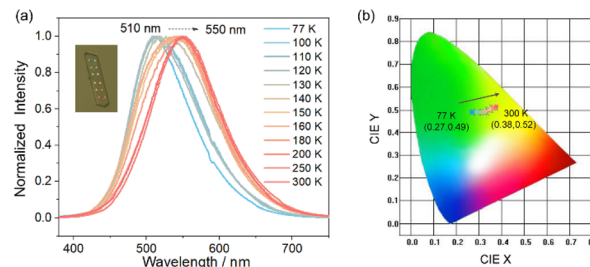 (a)
510 nm
550 nm
1.0
0.8
0.6
0.4
0.2
0.0
Normalized Intensity
77 K
100 K
110 K
120 K
130 K
140 K
150 K
160 K
180 K
200 K
250 K
300 K
400
500
600
700
Wavelength / nm
(b)
0.9
0.8
0.7
0.6
0.5
0.4
0.3
0.2
0.1
0.0
CIE Y
77 K
(0.27,0.49)
300 K
(0.38,0.52)
0.0 0.1 0.2 0.3 0.4 0.5 0.6 0.7 0.8
CIE X